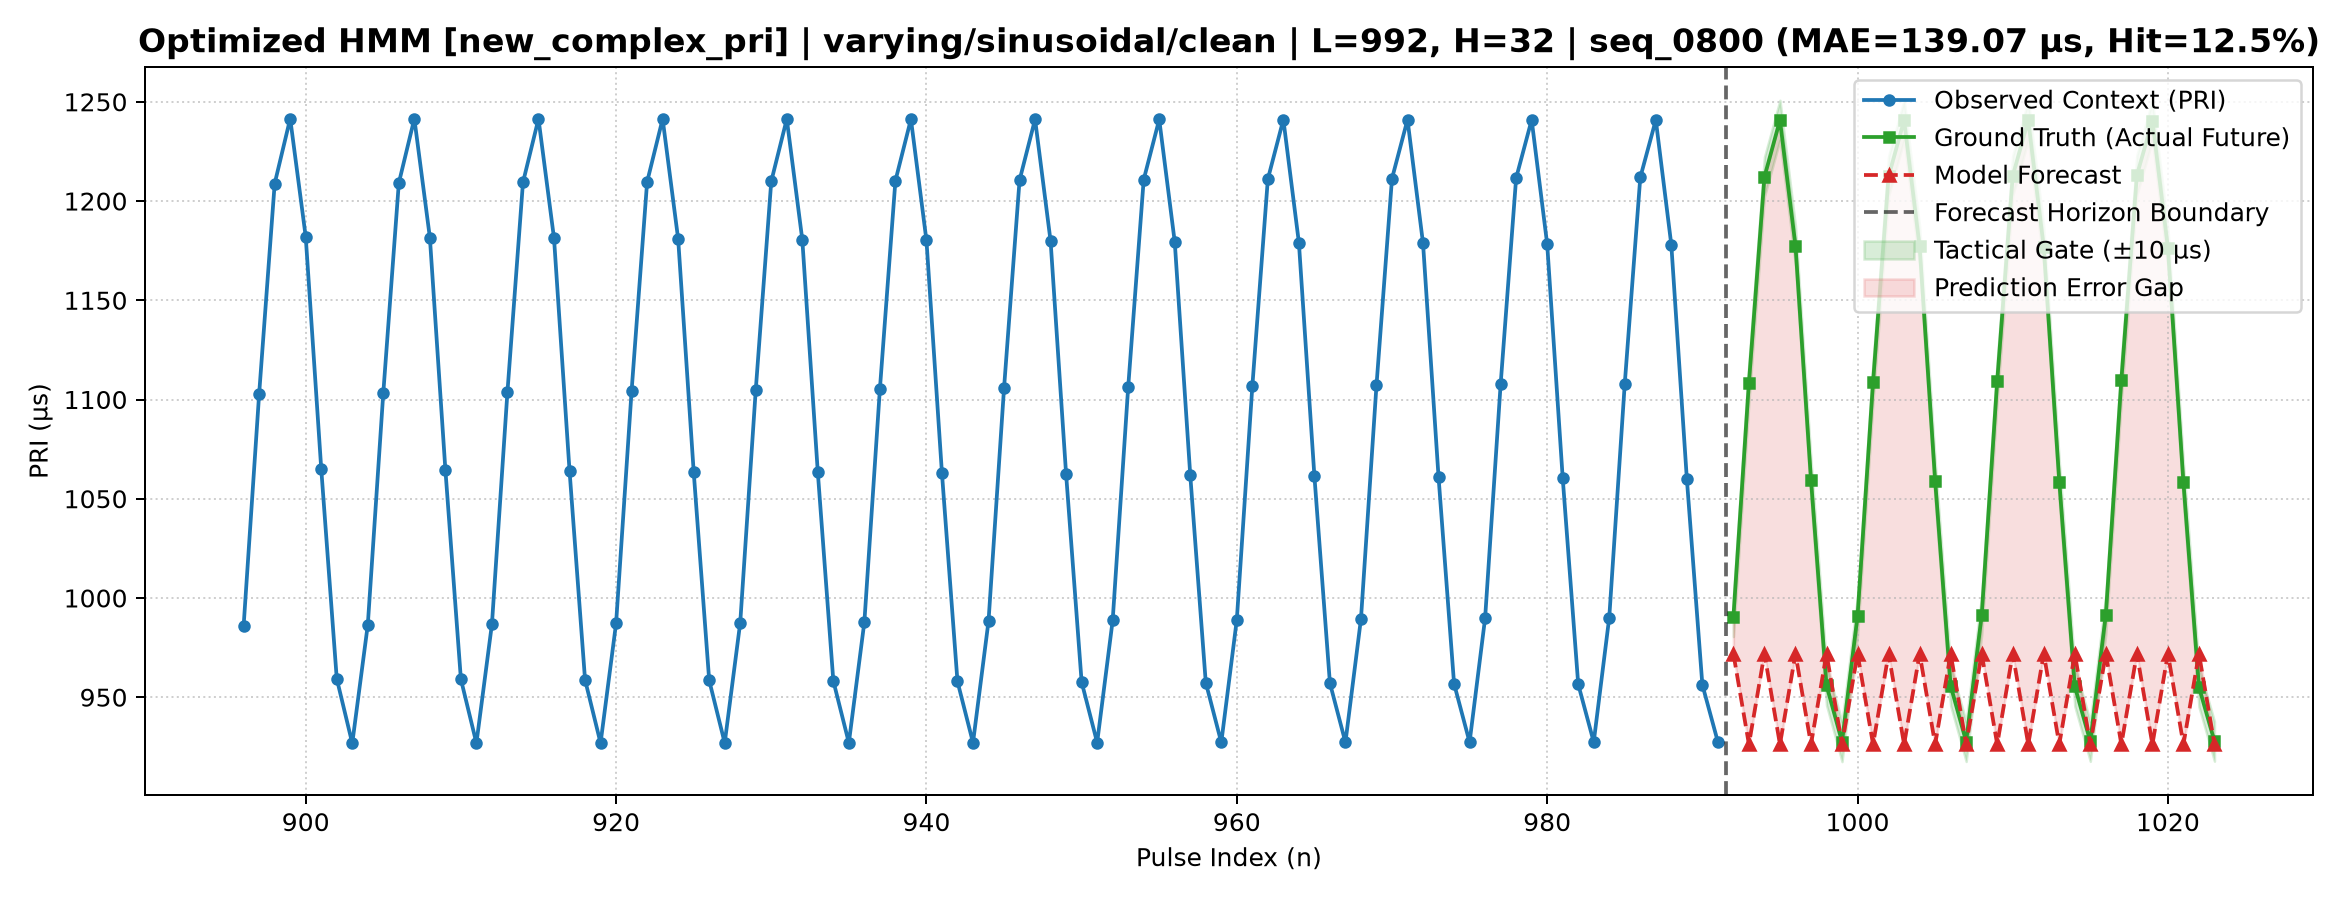 Optimized HMM [new_complex_pri] | varying/sinusoidal/clean | L=992, H=32 | seq_0800 (MAE=139.07 µs, Hit=12.5%)
Observed Context (PRI)
Ground Truth (Actual Future)
Model Forecast
Forecast Horizon Boundary
Tactical Gate (±10 µs)
Prediction Error Gap
PRI (µs)
1250
1200
1150
1100
1050
1000
950
900 920 940 960 980 1000 1020
Pulse Index (n)